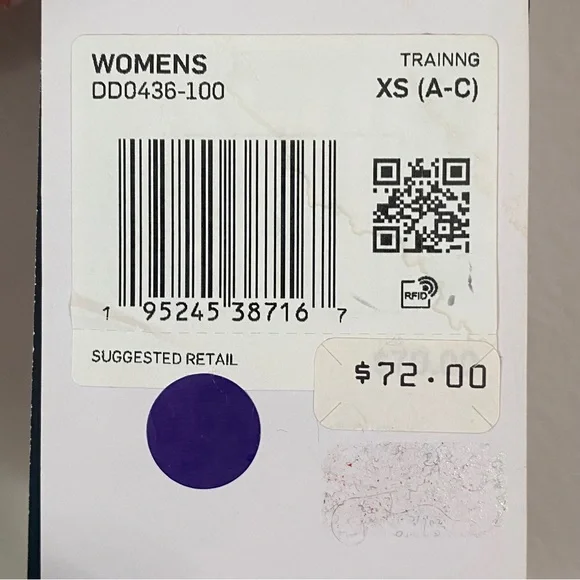 WOMENS
DD0436-100
TRAINNG
XS (A-C)
RFID
1 95245 38716 7
SUGGESTED RETAIL
$72.00